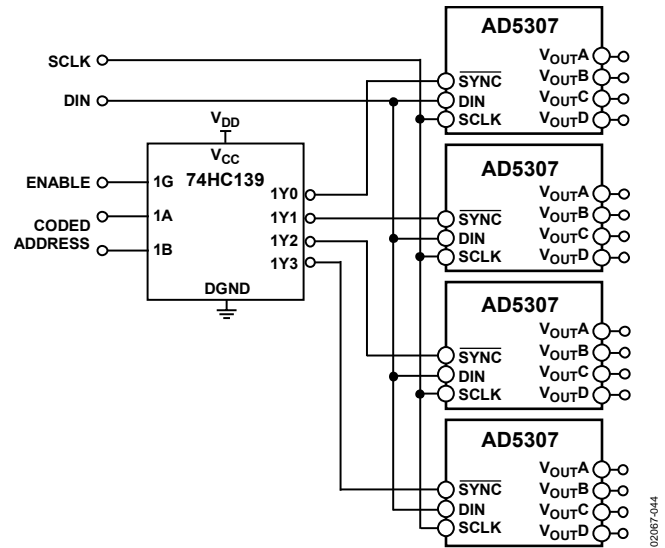 SCLK
DIN
ENABLE
CODED
ADDRESS
VDD
VCC
74HC139
1G
1A
1B
1Y0
1Y1
1Y2
1Y3
DGND
AD5307
SYNC
DIN
SCLK
VOUTA
VOUTB
VOUTC
VOUTD
AD5307
SYNC
DIN
SCLK
VOUTA
VOUTB
VOUTC
VOUTD
AD5307
SYNC
DIN
SCLK
VOUTA
VOUTB
VOUTC
VOUTD
AD5307
SYNC
DIN
SCLK
VOUTA
VOUTB
VOUTC
VOUTD
02067-044